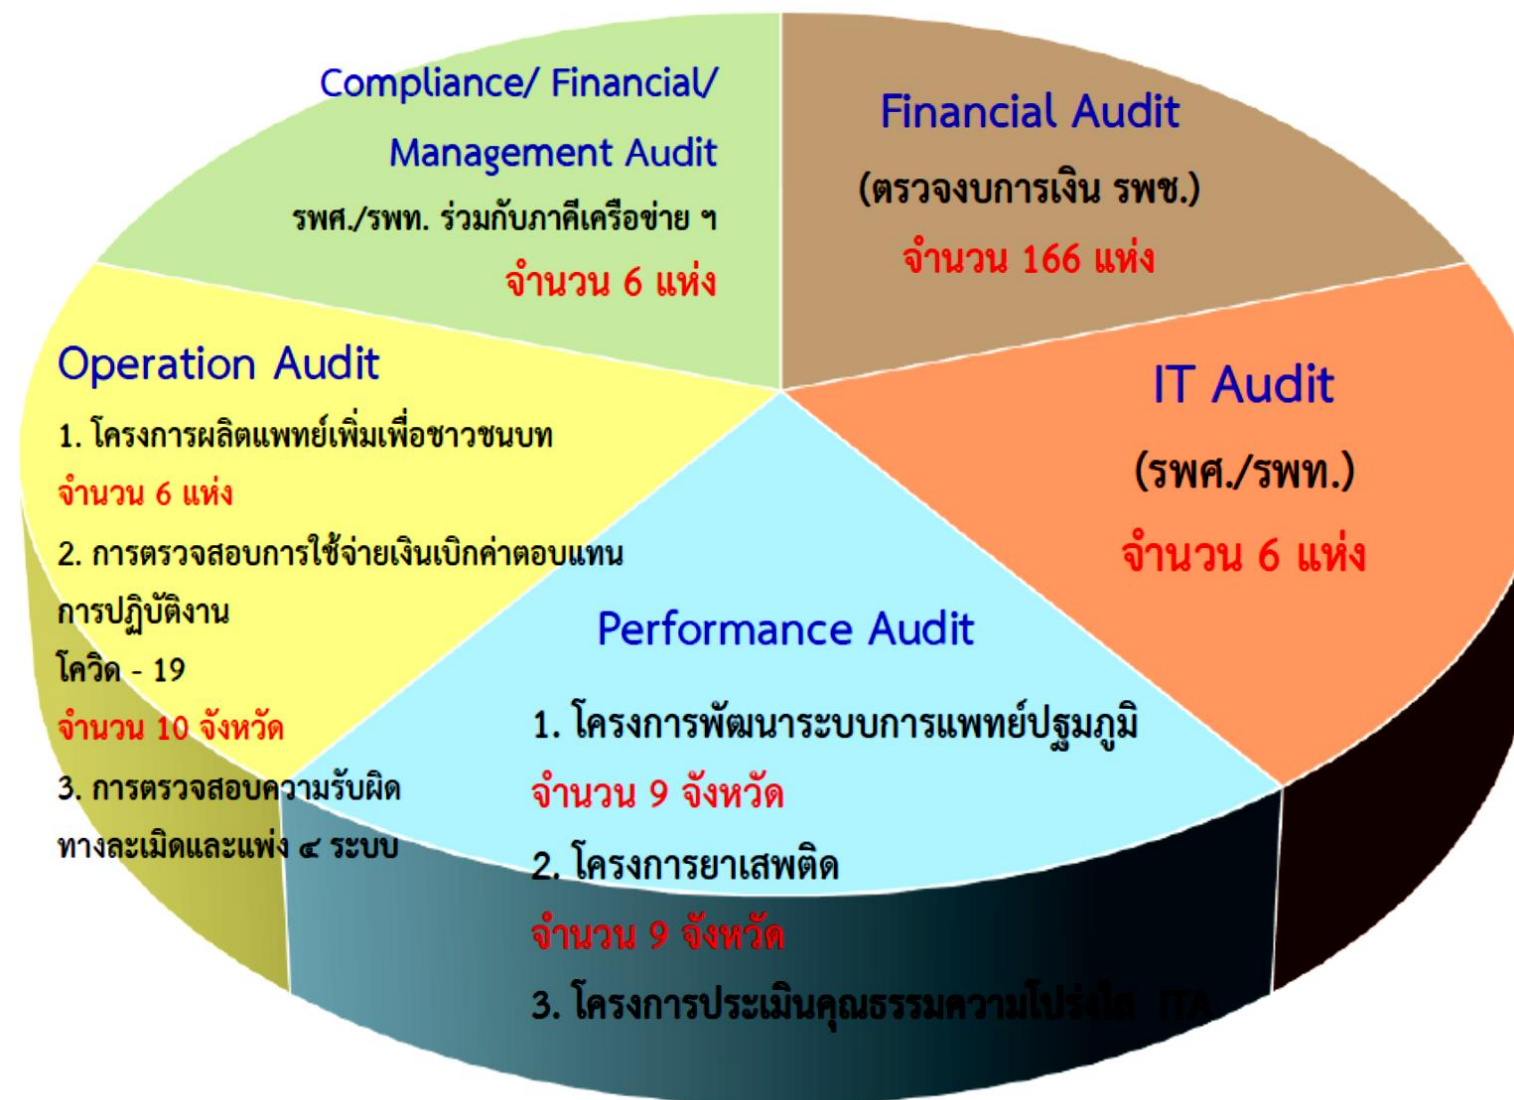 Compliance/ Financial/
Management Audit
รพศ./รพท. ร่วมกับภาคีเครือข่าย ฯ
จำนวน 6 แห่ง
Financial Audit
(ตรวจงบการเงิน รพช.)
จำนวน 166 แห่ง
IT Audit
(รพศ./รพท.)
จำนวน 6 แห่ง
Operation Audit
1. โครงการผลิตแพทย์เพิ่มเพื่อชาวชนบท
จำนวน 6 แห่ง
2. การตรวจสอบการใช้จ่ายเงินเบิกค่าตอบแทน
การปฏิบัติงาน
โควิด - 19
จำนวน 10 จังหวัด
3. การตรวจสอบความรับผิด
ทางละเมิดและแพ่ง ๔ ระบบ
Performance Audit
1. โครงการพัฒนาระบบการแพทย์ปฐมภูมิ
จำนวน 9 จังหวัด
2. โครงการยาเสพติด
จำนวน 9 จังหวัด
3. โครงการประเมินคุณธรรมความโปร่งใส ITA